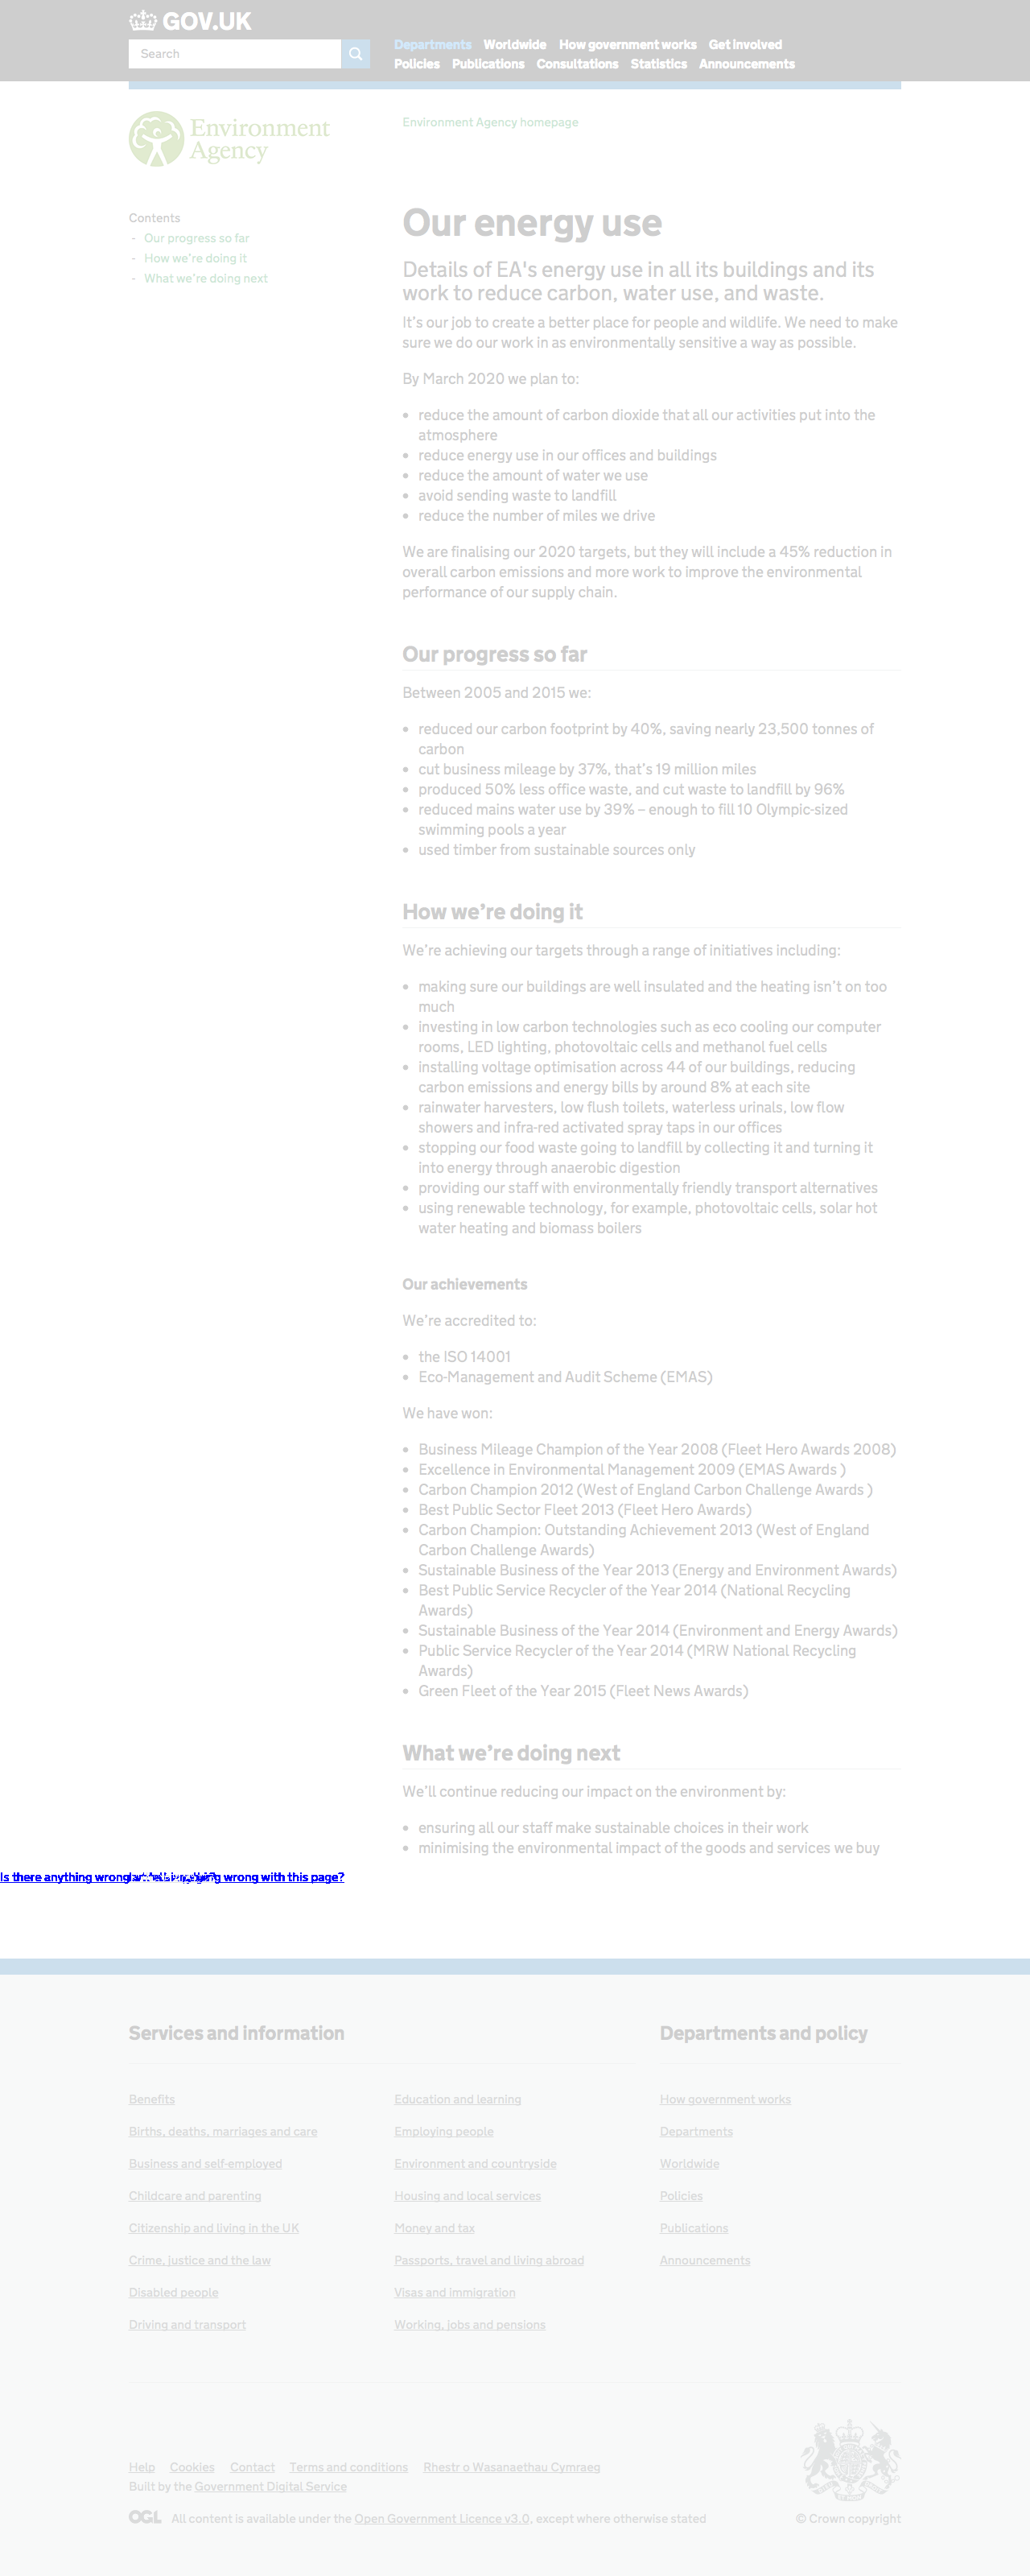 GOV.UK
Search
Departments Worldwide How government works Get involved
Policies Publications Consultations Statistics Announcements
Environment
Agency
Environment Agency homepage
Contents
- Our progress so far
- How we're doing it
- What we're doing next
Our energy use
Details of EA's energy use in all its buildings and its
work to reduce carbon, water use, and waste.
It's our job to create a better place for people and wildlife. We need to make
sure we do our work in as environmentally sensitive a way as possible.
By March 2020 we plan to:
• reduce the amount of carbon dioxide that all our activities put into the
atmosphere
• reduce energy use in our offices and buildings
• reduce the amount of water we use
• avoid sending waste to landfill
• reduce the number of miles we drive
We are finalising our 2020 targets, but they will include a 45% reduction in
overall carbon emissions and more work to improve the environmental
performance of our supply chain.
Our progress so far
Between 2005 and 2015 we:
• reduced our carbon footprint by 40%, saving nearly 23,500 tonnes of
carbon
• cut business mileage by 37%, that's 19 million miles
• produced 50% less office waste, and cut waste to landfill by 96%
• reduced mains water use by 39% – enough to fill 10 Olympic-sized
swimming pools a year
• used timber from sustainable sources only
How we're doing it
We're achieving our targets through a range of initiatives including:
• making sure our buildings are well insulated and the heating isn't on too
much
• investing in low carbon technologies such as eco cooling our computer
rooms, LED lighting, photovoltaic cells and methanol fuel cells
• installing voltage optimisation across 44 of our buildings, reducing
carbon emissions and energy bills by around 8% at each site
• rainwater harvesters, low flush toilets, waterless urinals, low flow
showers and infra-red activated spray taps in our offices
• stopping our food waste going to landfill by collecting it and turning it
into energy through anaerobic digestion
• providing our staff with environmentally friendly transport alternatives
• using renewable technology, for example, photovoltaic cells, solar hot
water heating and biomass boilers
Our achievements
We're accredited to:
• the ISO 14001
• Eco-Management and Audit Scheme (EMAS)
We have won:
• Business Mileage Champion of the Year 2008 (Fleet Hero Awards 2008)
• Excellence in Environmental Management 2009 (EMAS Awards )
• Carbon Champion 2012 (West of England Carbon Challenge Awards )
• Best Public Sector Fleet 2013 (Fleet Hero Awards)
• Carbon Champion: Outstanding Achievement 2013 (West of England
Carbon Challenge Awards)
• Sustainable Business of the Year 2013 (Energy and Environment Awards)
• Best Public Service Recycler of the Year 2014 (National Recycling
Awards)
• Sustainable Business of the Year 2014 (Environment and Energy Awards)
• Public Service Recycler of the Year 2014 (MRW National Recycling
Awards)
• Green Fleet of the Year 2015 (Fleet News Awards)
What we're doing next
We'll continue reducing our impact on the environment by:
• ensuring all our staff make sustainable choices in their work
• minimising the environmental impact of the goods and services we buy
Is there anything wrong wrong with this page?
Services and information
Departments and policy
Benefits Education and learning How government works
Births, deaths, marriages and care Employing people Departments
Business and self-employed Environment and countryside Worldwide
Childcare and parenting Housing and local services Policies
Citizenship and living in the UK Money and tax Publications
Crime, justice and the law Passports, travel and living abroad Announcements
Disabled people Visas and immigration
Driving and transport Working, jobs and pensions
Help Cookies Contact Terms and conditions Rhestr o Wasanaethau Cymraeg
Built by the Government Digital Service
OGL All content is available under the Open Government Licence v3.0, except where otherwise stated
© Crown copyright